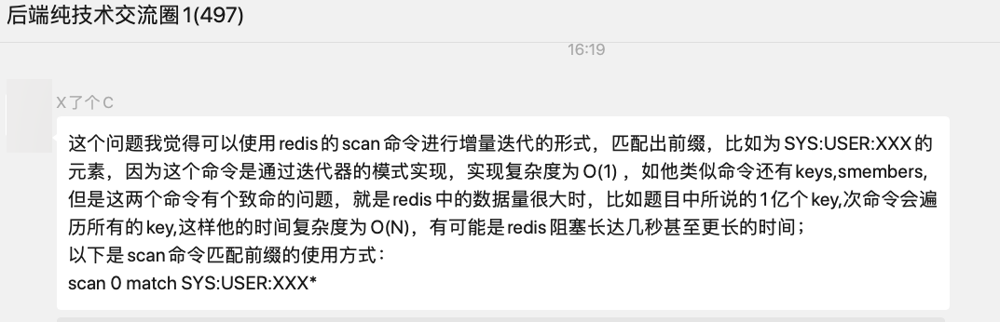 后端纯技术交流圈1(497)
16:19
X了个C
这个问题我觉得可以使用redis的scan命令进行增量迭代的形式，匹配出前缀，比如为SYS:USER:XXX的
元素，因为这个命令是通过迭代器的模式实现，实现复杂度为O(1) ，如他类似命令还有keys,smembers,
但是这两个命令有个致命的问题，就是redis中的数据量很大时，比如题目中所说的1亿个key,次命令会遍
历所有的key,这样他的时间复杂度为O(N)，有可能是redis阻塞长达几秒甚至更长的时间；
以下是scan命令匹配前缀的使用方式：
scan 0 match SYS:USER:XXX*